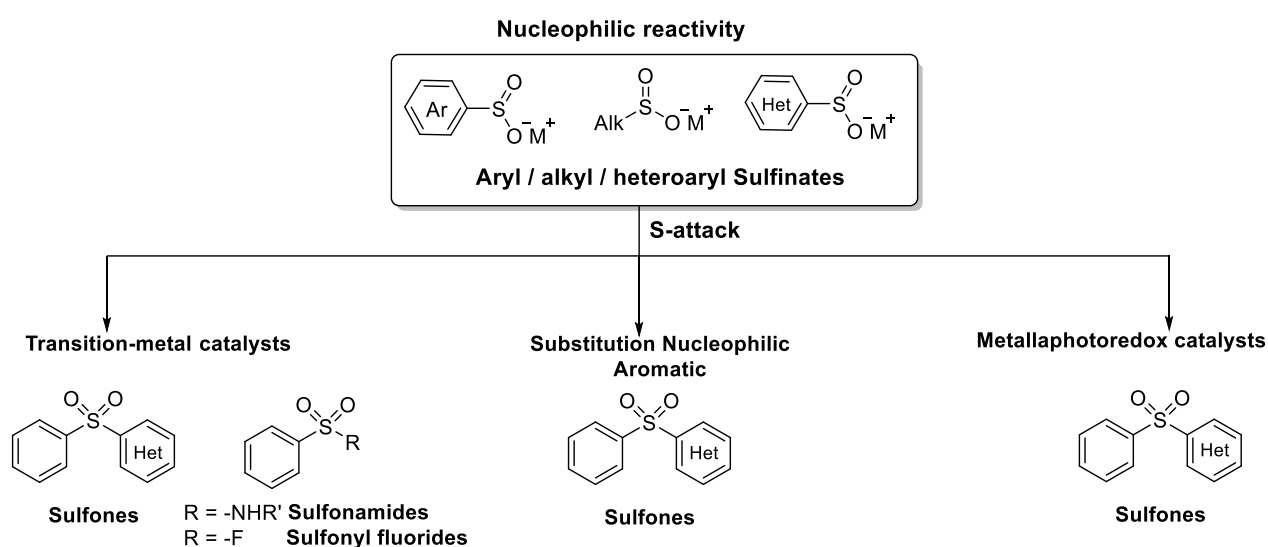 Nucleophilic reactivity
Ar
S
O
O
−
M
+
Alk
S
O
O
−
M
+
Het
S
O
O
−
M
+
Aryl / alkyl / heteroaryl Sulfinates
S-attack
Transition-metal catalysts
O
O
S
Het
Sulfones
O
O
S
R
R = -NHR' Sulfonamides
R = -F Sulfonyl fluorides
Substitution Nucleophilic
Aromatic
O
O
S
Het
Sulfones
Metallaphotoredox catalysts
O
O
S
Het
Sulfones